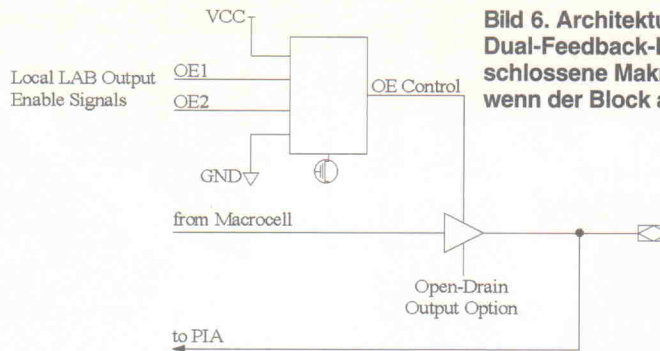 VCC
Bild 6. Architektu
Dual-Feedback-
schlossene Mak
wenn der Block a
Local LAB Output
Enable Signals
OE1
OE2
OE Control
GND
from Macrocell
Open-Drain
Output Option
to PIA